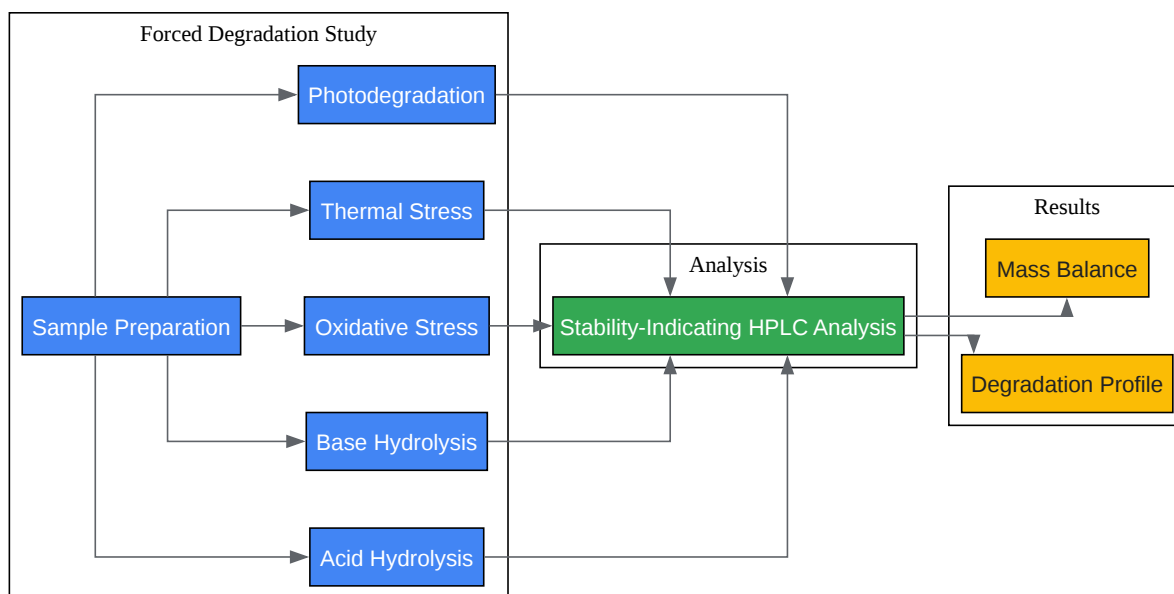 Forced Degradation Study
Photodegradation
Thermal Stress
Sample Preparation
Oxidative Stress
Base Hydrolysis
Acid Hydrolysis
Analysis
Stability-Indicating HPLC Analysis
Results
Mass Balance
Degradation Profile